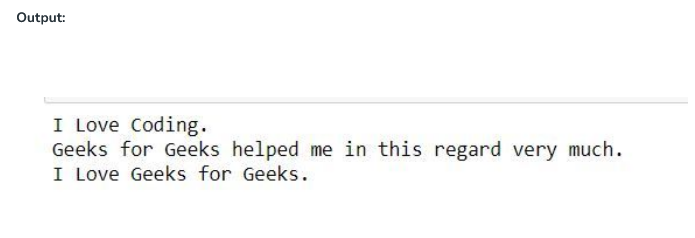 Output:
I Love Coding.
Geeks for Geeks helped me in this regard very much.
I Love Geeks for Geeks.